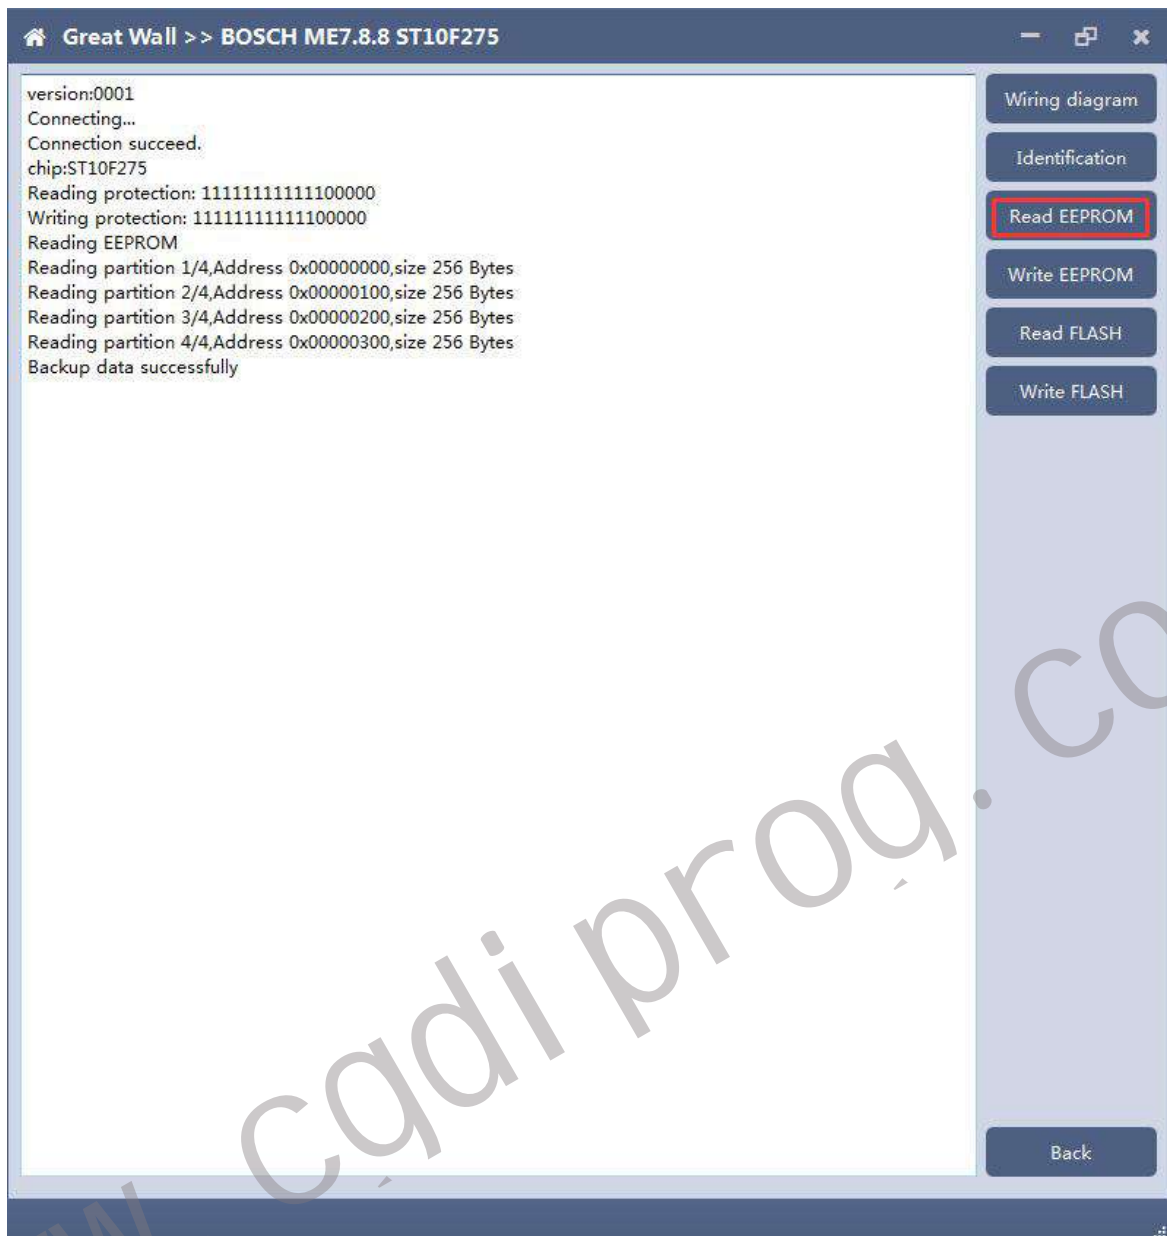 Great Wall >> BOSCH ME7.8.8 ST10F275
version:0001
Connecting...
Connection succeed.
chip:ST10F275
Reading protection: 11111111111100000
Writing protection: 11111111111100000
Reading EEPROM
Reading partition 1/4,Address 0x00000000,size 256 Bytes
Reading partition 2/4,Address 0x00000100,size 256 Bytes
Reading partition 3/4,Address 0x00000200,size 256 Bytes
Reading partition 4/4,Address 0x00000300,size 256 Bytes
Backup data successfully
Wiring diagram
Identification
Read EEPROM
Write EEPROM
Read FLASH
Write FLASH
Back